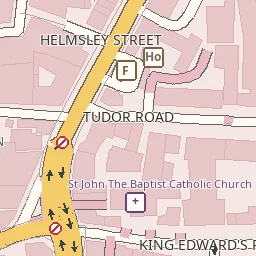 HELMSLEY STREET
Ho
F
TUDOR ROAD
N
St John The Baptist Catholic Church
KING EDWARD'S